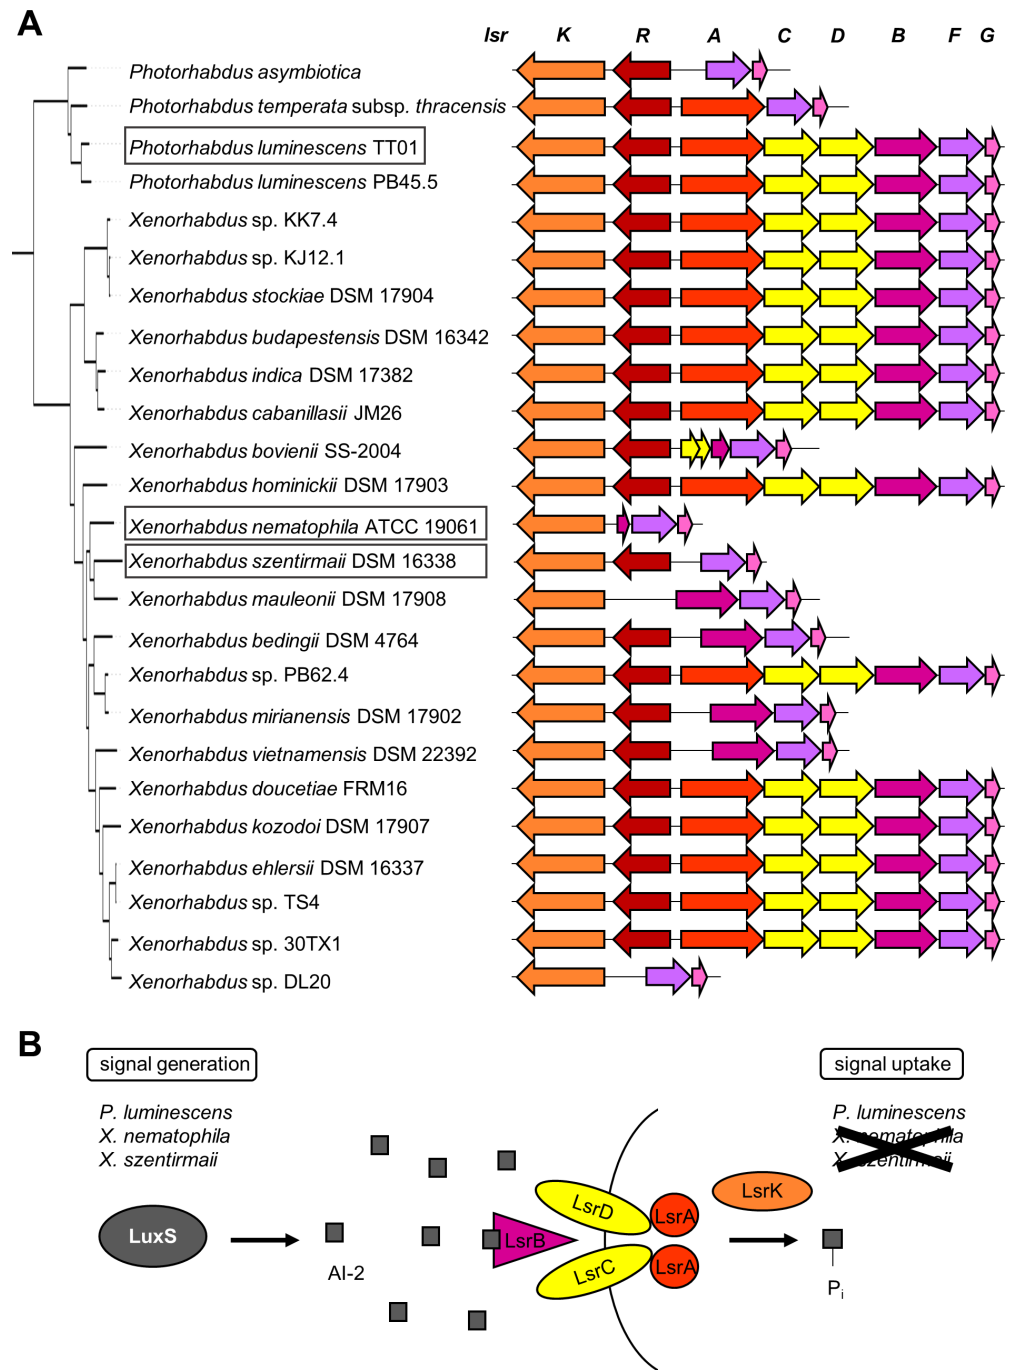 A
lsr K R A C D B F G
Photorhabdus asymbiotica
Photorhabdus temperata subsp. thracensis
Photorhabdus luminescens TT01
Photorhabdus luminescens PB45.5
Xenorhabdus sp. KK7.4
Xenorhabdus sp. KJ12.1
Xenorhabdus stockiae DSM 17904
Xenorhabdus budapestensis DSM 16342
Xenorhabdus indica DSM 17382
Xenorhabdus cabanillasii JM26
Xenorhabdus bovienii SS-2004
Xenorhabdus hominickii DSM 17903
Xenorhabdus nematophila ATCC 19061
Xenorhabdus szentirmaii DSM 16338
Xenorhabdus mauleonii DSM 17908
Xenorhabdus bedingii DSM 4764
Xenorhabdus sp. PB62.4
Xenorhabdus mirianensis DSM 17902
Xenorhabdus vietnamensis DSM 22392
Xenorhabdus doucetiae FRM16
Xenorhabdus kozodoi DSM 17907
Xenorhabdus ehlersii DSM 16337
Xenorhabdus sp. TS4
Xenorhabdus sp. 30TX1
Xenorhabdus sp. DL20
B
signal generation
signal uptake
P. luminescens
X. nematophila
X. szentirmaii
P. luminescens
X. nematophila
X. szentirmaii
LuxS
AI-2
LsrB
LsrD
LsrC
LsrA
LsrA
LsrK
Pi